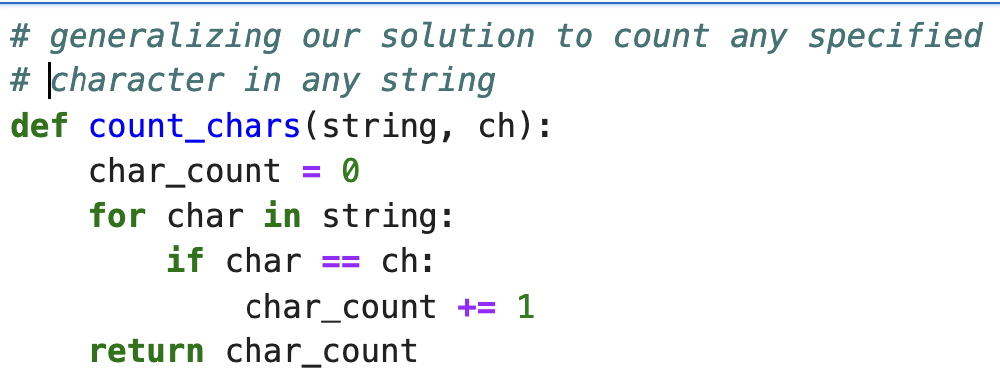 # generalizing our solution to count any specified
# character in any string
def count_chars(string, ch):
    char_count = 0
    for char in string:
        if char == ch:
            char_count += 1
    return char_count